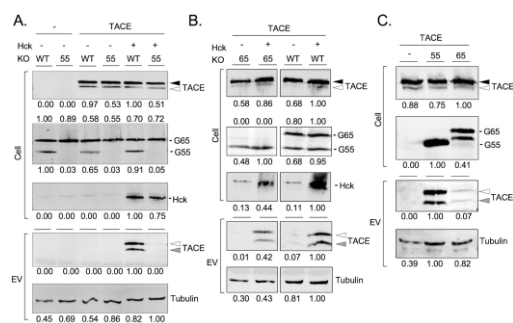 A.
- TACE
Hck - - - - + +
KO WT 55 WT 55 WT 55
Cell
TACE
0.00 0.00 0.97 0.53 1.00 0.51
1.00 0.89 0.58 0.55 0.70 0.72
G65
G55
1.00 0.03 0.65 0.03 0.91 0.05
Hck
0.00 0.00 0.00 0.00 1.00 0.75
EV
TACE
0.00 0.00 0.00 0.00 1.00 0.00
Tubulin
0.45 0.69 0.54 0.86 0.82 1.00
B.
TACE
Hck - + - +
KO 65 65 WT WT
Cell
TACE
0.58 0.86 0.68 1.00
0.00 0.00 0.80 1.00
G65
G55
0.48 1.00 0.68 0.95
Hck
0.13 0.44 0.11 1.00
EV
TACE
0.01 0.42 0.07 1.00
Tubulin
0.30 0.43 0.81 1.00
C.
TACE
- 55 65
Cell
TACE
0.88 0.75 1.00
G65
G55
0.00 1.00 0.41
EV
TACE
0.00 1.00 0.07
Tubulin
0.39 1.00 0.82